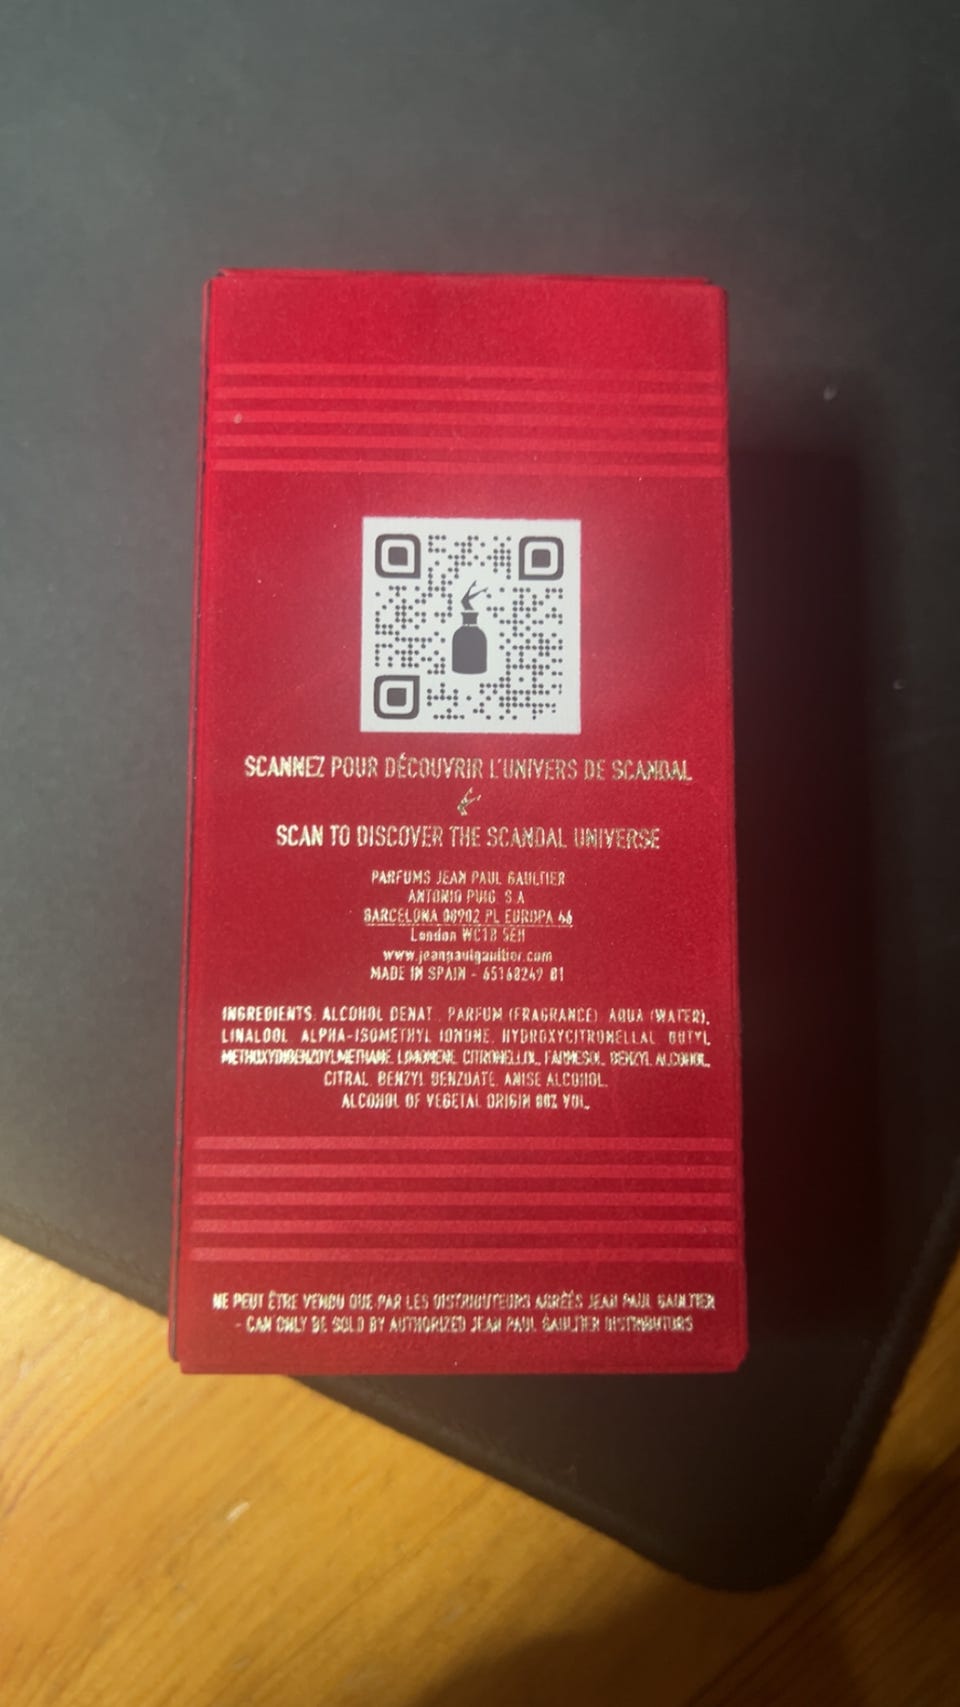 SCANNEZ POUR DÉCOUVRIR L'UNIVERS DE SCANDAL
SCAN TO DISCOVER THE SCANDAL UNIVERSE
PARFUMS JEAN PAUL GAULTIER
ANTONIO PUIG, S.A.
BARCELONA 08902 PL EUROPA 46
London WC1B 5EH
www.jeanpaulgaultier.com
MADE IN SPAIN - 65168249 01
INGREDIENTS: ALCOHOL DENAT., PARFUM (FRAGRANCE), AQUA (WATER),
LINALOOL, ALPHA-ISOMETHYL IONONE, HYDROXYCITRONELLAL, BUTYL
METHOXYDIBENZOYLMETHANE, LIMONENE, CITRONELLOL, FARNESOL, BENZYL ALCOHOL,
CITRAL, BENZYL BENZOATE, ANISE ALCOHOL.
ALCOHOL OF VEGETAL ORIGIN 80% VOL.
NE PEUT ÊTRE VENDU QUE PAR LES DISTRIBUTEURS AGRÉÉS JEAN PAUL GAULTIER
- CAN ONLY BE SOLD BY AUTHORIZED JEAN PAUL GAULTIER DISTRIBUTORS